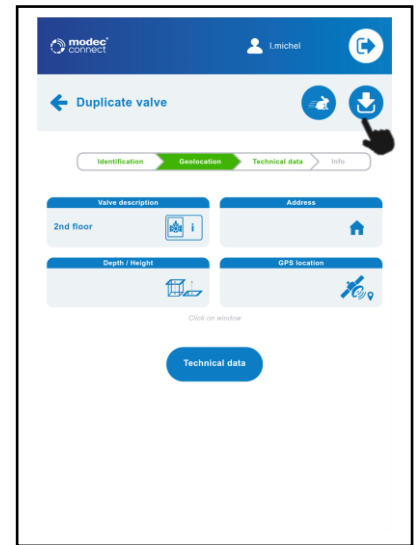 modec
connect
l.michel
Duplicate valve
Identification
Geolocation
Technical data
Info
Valve description
Address
2nd floor
i
Depth / Height
GPS location
Click on window
Technical data